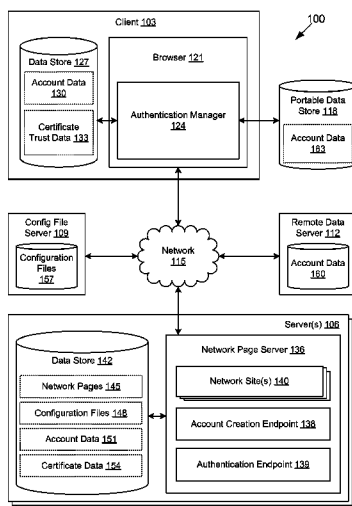 Client 103
100
Data Store 127
Account Data
130
Certificate
Trust Data 133
Browser 121
Authentication Manager
124
Portable Data
Store 118
Account Data
163
Config File
Server 109
Configuration
Files
157
Network
115
Remote Data
Server 112
Account Data
160
Server(s) 106
Data Store 142
Network Pages 145
Configuration Files 148
Account Data 151
Certificate Data 154
Network Page Server 136
Network Site(s) 140
Account Creation Endpoint 138
Authentication Endpoint 139